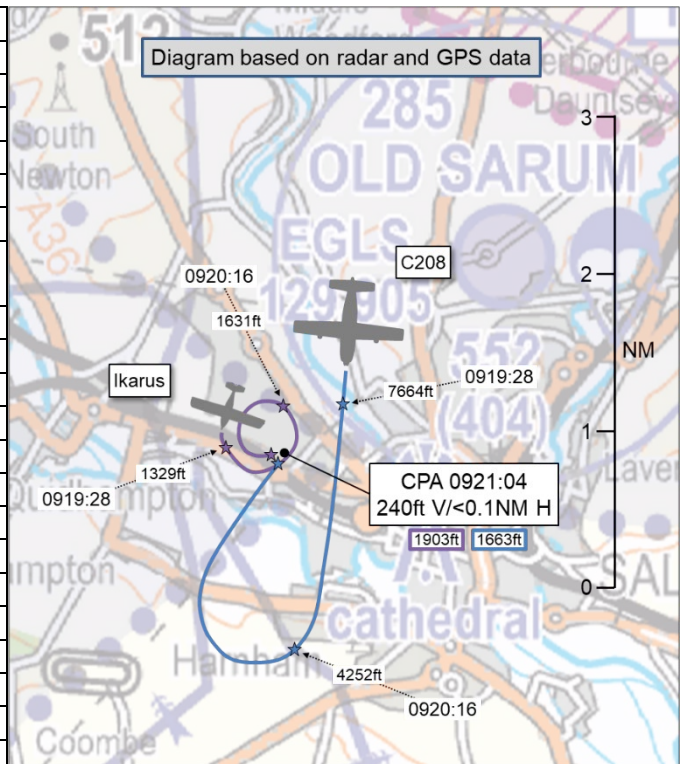 512
Diagram based on radar and GPS data
South
Newton
A36
285
OLD SARUM
EGLS
129.905
3
C208
0920:16
1631ft
2
NM
552
(404)
Ikarus
7664ft
0919:28
1
1329ft
0919:28
CPA 0921:04
240ft V/<0.1NM H
1903ft 1663ft
0
cathedral
4252ft
0920:16
Coombe